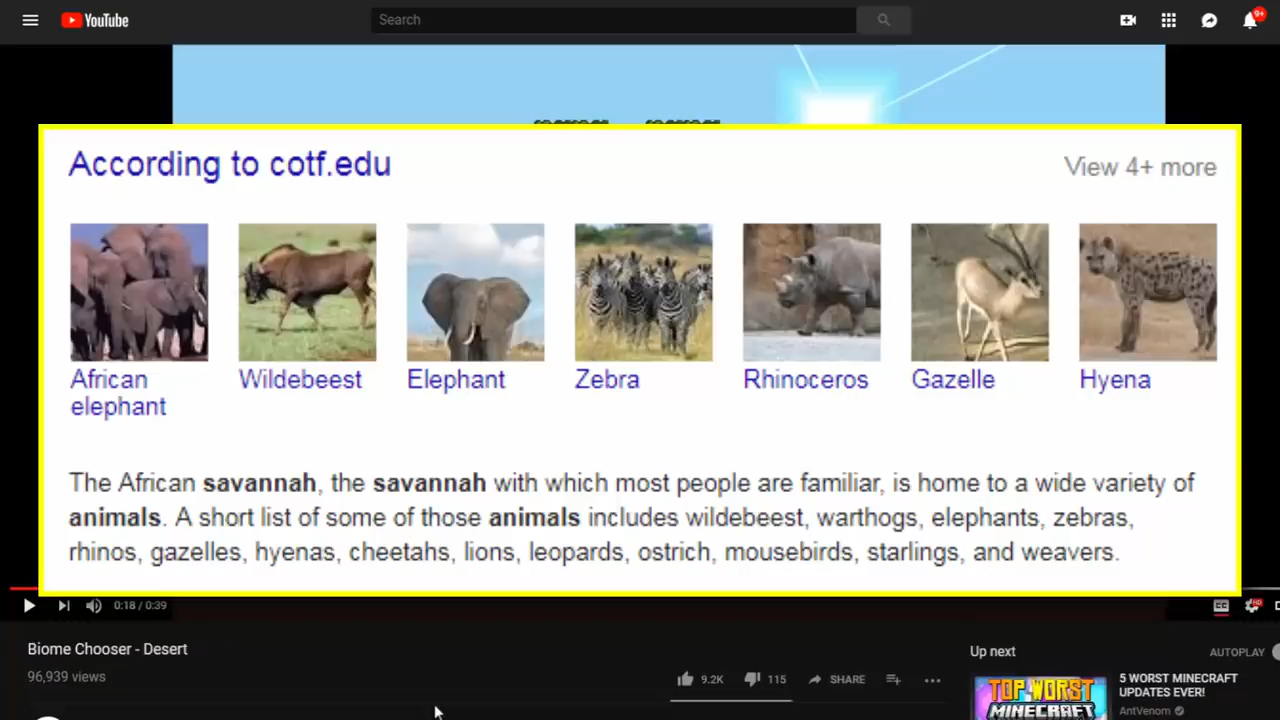 YouTube
Search
9+
According to cotf.edu
View 4+ more
African
elephant
Wildebeest
Elephant
Zebra
Rhinoceros
Gazelle
Hyena
The African savannah, the savannah with which most people are familiar, is home to a wide variety of
animals. A short list of some of those animals includes wildebeest, warthogs, elephants, zebras,
rhinos, gazelles, hyenas, cheetahs, lions, leopards, ostrich, mousebirds, starlings, and weavers.
0:18 / 0:39
CC
HD
Biome Chooser - Desert
96,939 views
9.2K
115
SHARE
Up next
AUTOPLAY
TOP WORST
MINECRAFT
5 WORST MINECRAFT
UPDATES EVER!
AntVenom